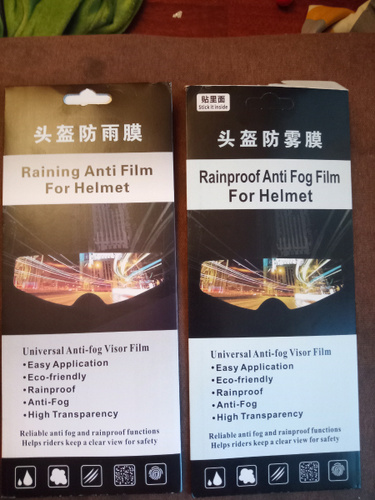 头盔防雨膜
Raining Anti Film
For Helmet
Universal Anti-fog Visor Film
•Easy Application
•Eco-friendly
•Rainproof
•Anti-Fog
•High Transparency
Reliable anti fog and rainproof functions
Helps riders keep a clear view for safety
贴里面
Stick it inside
头盔防雾膜
Rainproof Anti Fog Film
For Helmet
Universal Anti-fog Visor Film
•Easy Application
•Eco-friendly
•Rainproof
•Anti-Fog
•High Transparency
Reliable anti fog and rainproof functions
Helps riders keep a clear view for safety